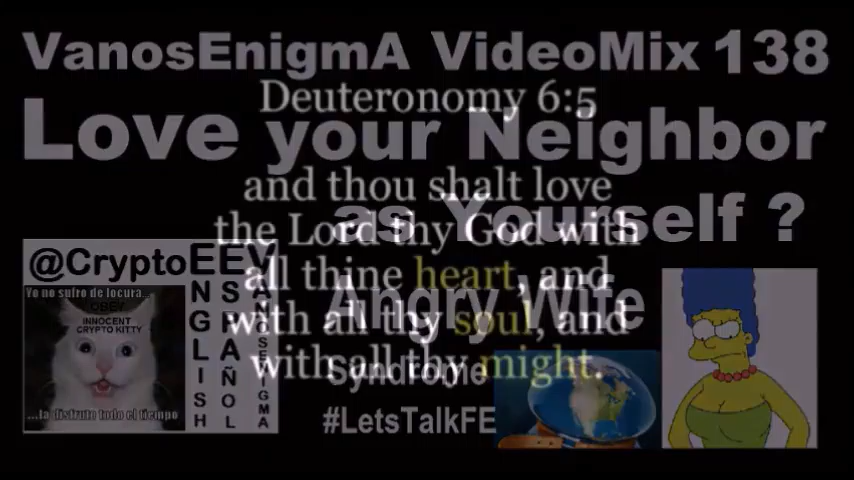 VanosEnigmA VideoMix 138
Deuteronomy 6:5
Love your Neighbor
and thou shalt love
as Yourself ?
the Lord thy God with
all thine heart, and
with all thy soul, and
with all thy might.
Angry Wife
Syndrome
#LetsTalkFE
@CryptoEEV
Yo no sufro de locura...
OBEY
INNOCENT
CRYPTO KITTY
...la disfruto todo el tiempo
ENGLISH
ESPAÑOL
VANOSENIGMA